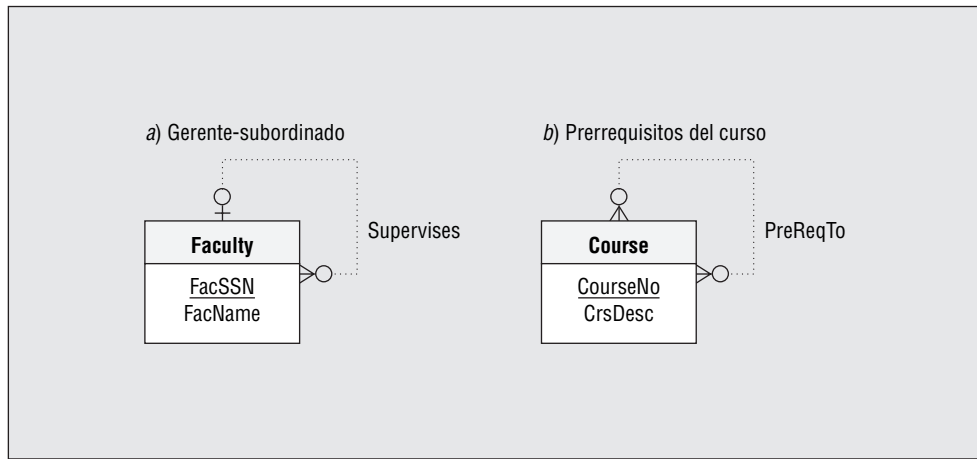 a) Gerente-subordinado
Supervises
Faculty
FacSSN
FacName
b) Prerrequisitos del curso
PreReqTo
Course
CourseNo
CrsDesc